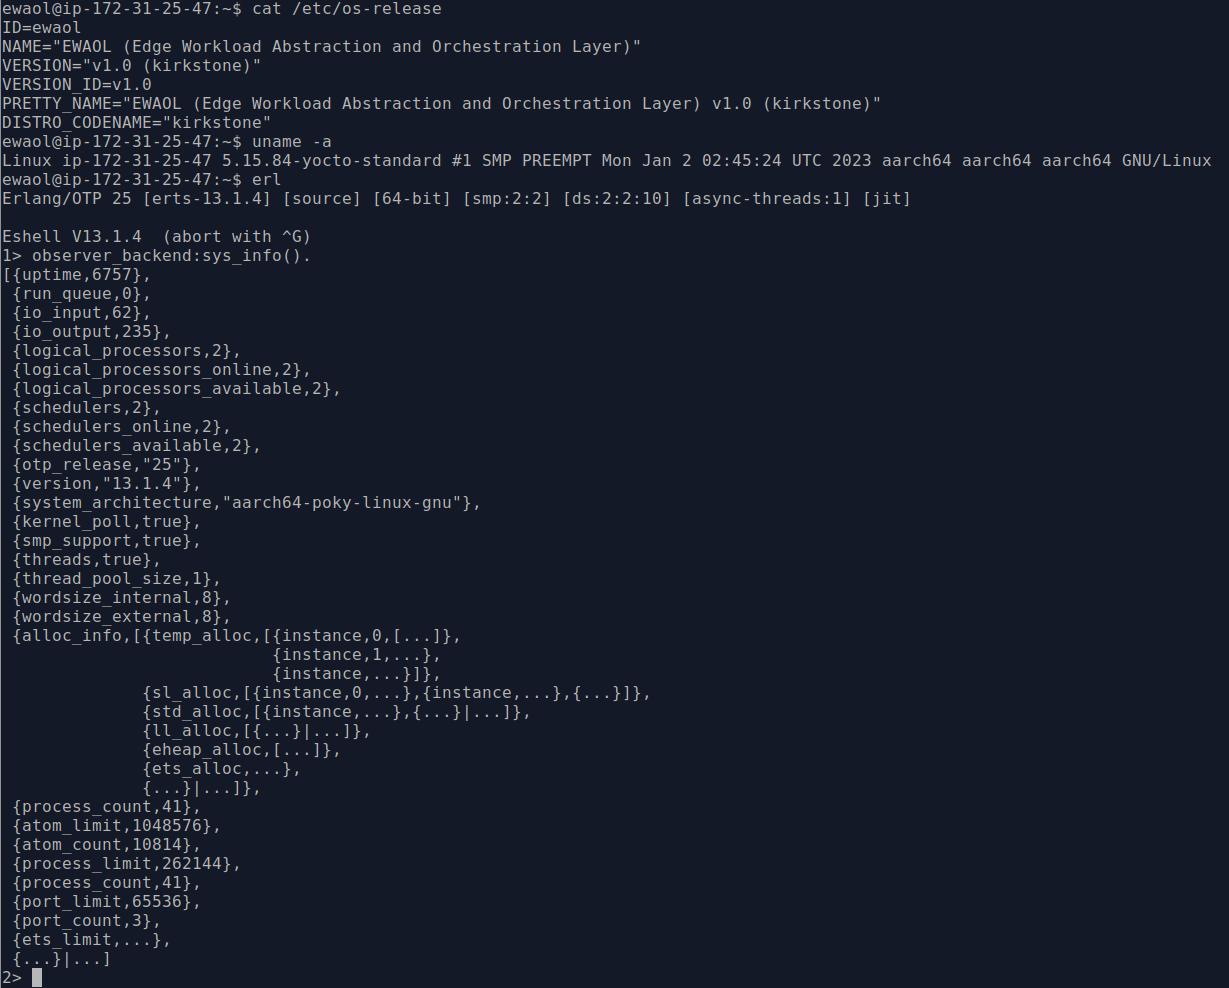 ewaol@ip-172-31-25-47:~$ cat /etc/os-release
ID=ewaol
NAME="EWAOL (Edge Workload Abstraction and Orchestration Layer)"
VERSION="v1.0 (kirkstone)"
VERSION_ID=v1.0
PRETTY_NAME="EWAOL (Edge Workload Abstraction and Orchestration Layer) v1.0 (kirkstone)"
DISTRO_CODENAME="kirkstone"
ewaol@ip-172-31-25-47:~$ uname -a
Linux ip-172-31-25-47 5.15.84-yocto-standard #1 SMP PREEMPT Mon Jan 2 02:45:24 UTC 2023 aarch64 aarch64 aarch64 GNU/Linux
ewaol@ip-172-31-25-47:~$ erl
Erlang/OTP 25 [erts-13.1.4] [source] [64-bit] [smp:2:2] [ds:2:2:10] [async-threads:1] [jit]

Eshell V13.1.4  (abort with ^G)
1> observer_backend:sys_info().
[{uptime,6757},
 {run_queue,0},
 {io_input,62},
 {io_output,235},
 {logical_processors,2},
 {logical_processors_online,2},
 {logical_processors_available,2},
 {schedulers,2},
 {schedulers_online,2},
 {schedulers_available,2},
 {otp_release,"25"},
 {version,"13.1.4"},
 {system_architecture,"aarch64-poky-linux-gnu"},
 {kernel_poll,true},
 {smp_support,true},
 {threads,true},
 {thread_pool_size,1},
 {wordsize_internal,8},
 {wordsize_external,8},
 {alloc_info,[{temp_alloc,[{instance,0,[...]},
                           {instance,1,...},
                           {instance,...}]},
              {sl_alloc,[{instance,0,...},{instance,...},{...}]},
              {std_alloc,[{instance,...},{...}|...]},
              {ll_alloc,[{...}|...]},
              {eheap_alloc,[...]},
              {ets_alloc,...},
              {...}|...]},
 {process_count,41},
 {atom_limit,1048576},
 {atom_count,10814},
 {process_limit,262144},
 {process_count,41},
 {port_limit,65536},
 {port_count,3},
 {ets_limit,...},
 {...}|...]
2>